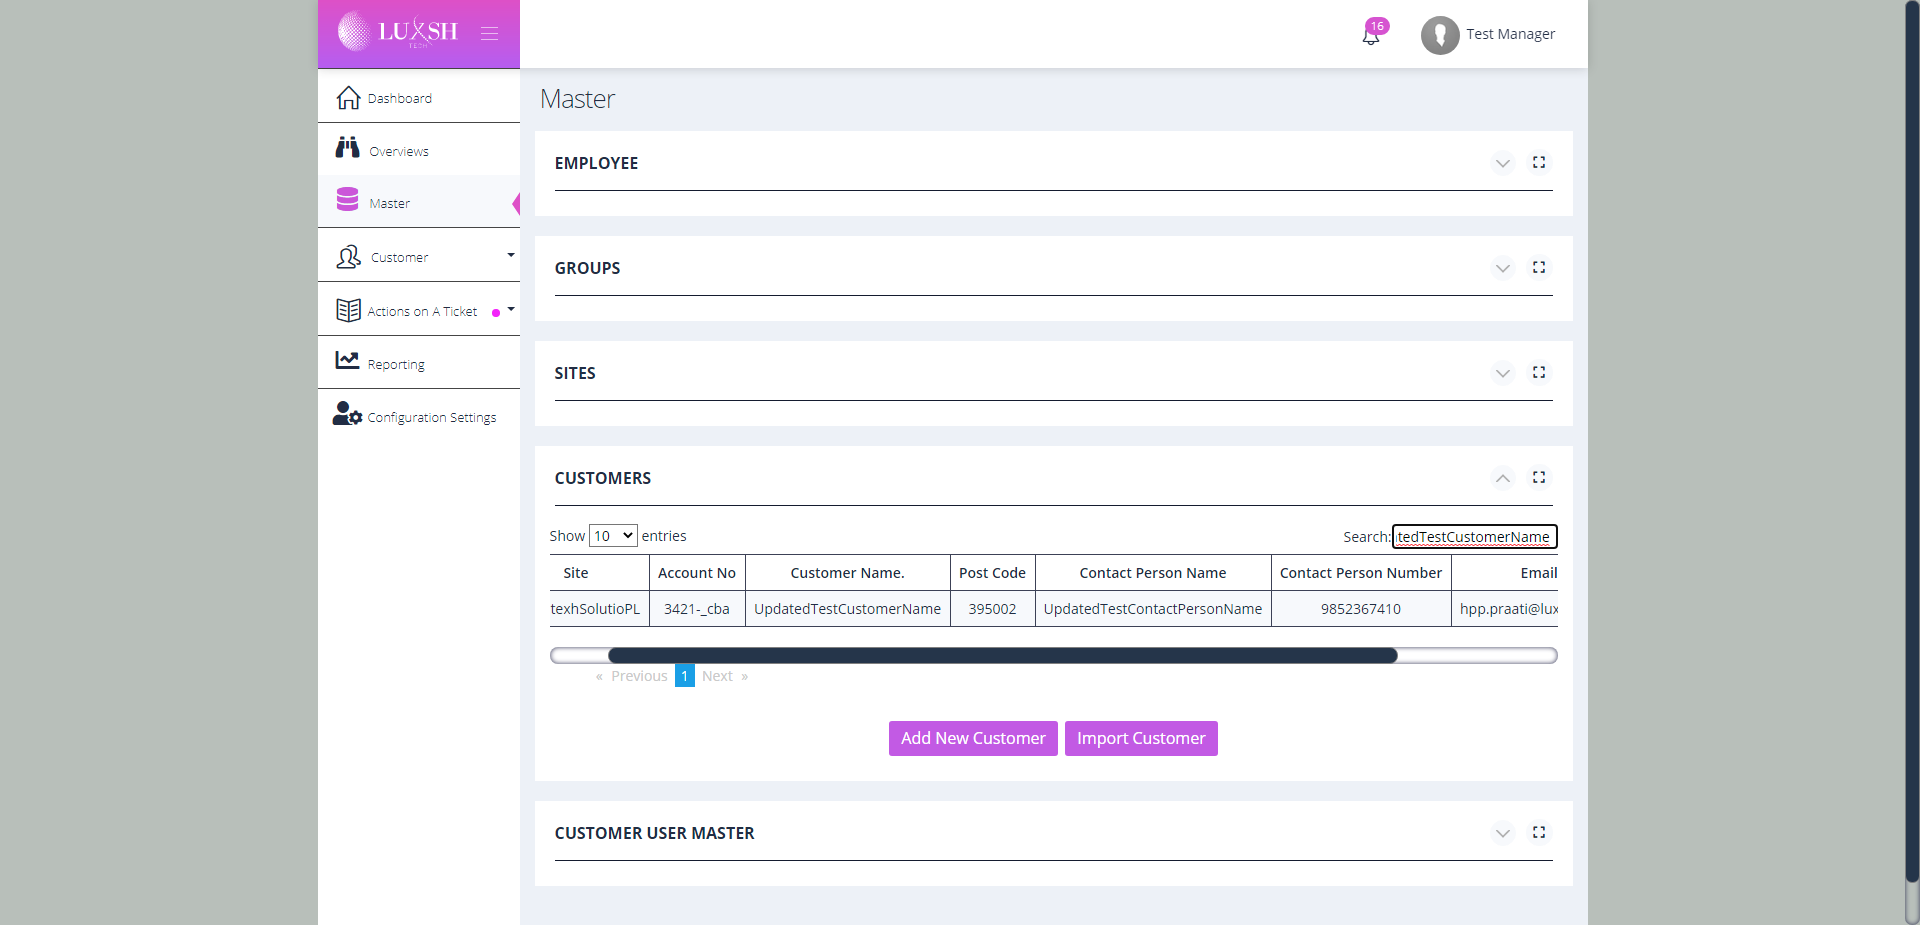 LUXSH
TECH
16
Test Manager
Dashboard
Overviews
Master
Customer
Actions on A Ticket
Reporting
Configuration Settings
Master
EMPLOYEE
GROUPS
SITES
CUSTOMERS
Show 10 entries
Search: tedTestCustomerName
Site Account No Customer Name. Post Code Contact Person Name Contact Person Number Email
texhSolutioPL 3421-_cba UpdatedTestCustomerName 395002 UpdatedTestContactPersonName 9852367410 hpp.praati@lux
« Previous 1 Next »
Add New Customer Import Customer
CUSTOMER USER MASTER